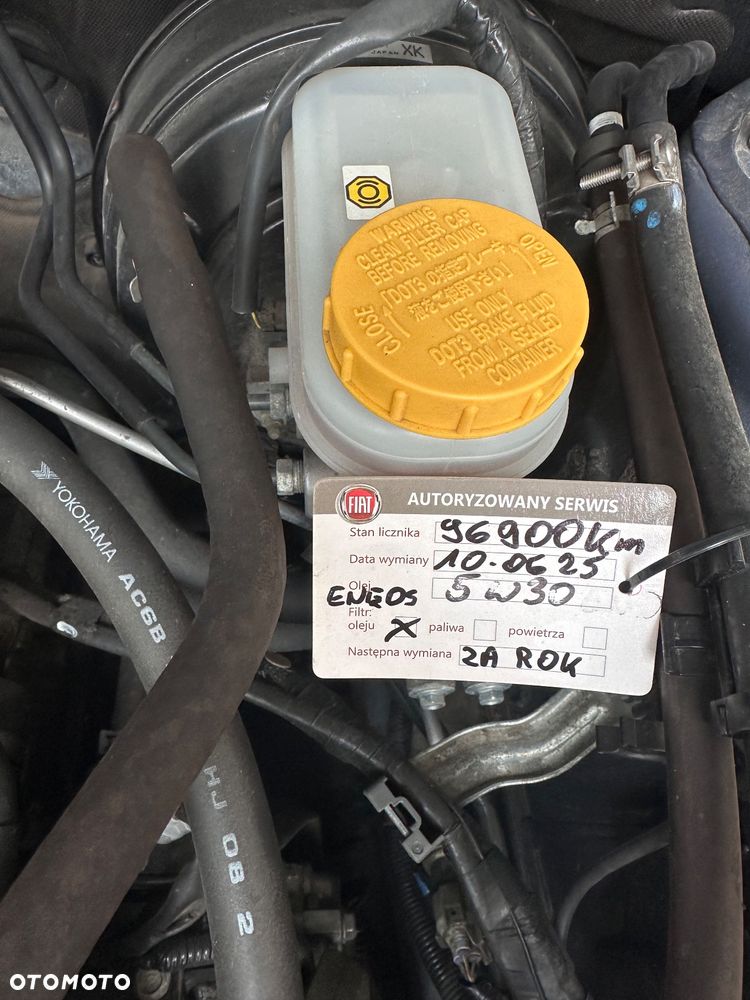 JAPAN XK
WARNING
CLEAN FILLER CAP
BEFORE REMOVING
OPEN
CLOSE
USE ONLY
DOT3 BRAKE FLUID
FROM A SEALED
CONTAINER
FIAT AUTORYZOWANY SERWIS
Stan licznika 96900Km
Data wymiany 10-06 25
Olej 5W30
ENEOS
Filtr:
oleju X paliwa powietrza
Następna wymiana ZA ROK
YOKOHAMA AC6B
HJ 08 2
OTOMOTO